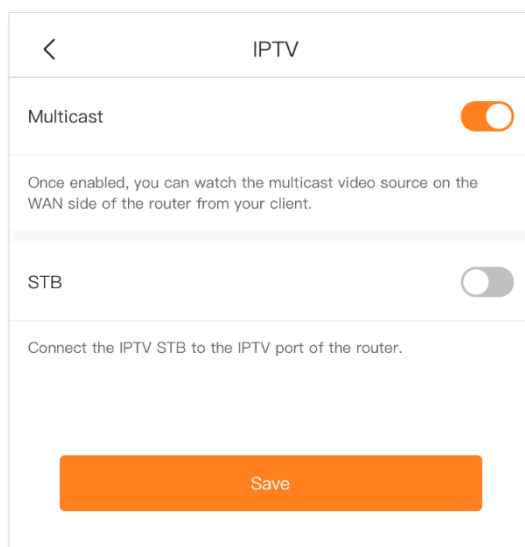 IPTV
Multicast
Once enabled, you can watch the multicast video source on the
WAN side of the router from your client.
STB
Connect the IPTV STB to the IPTV port of the router.
Save